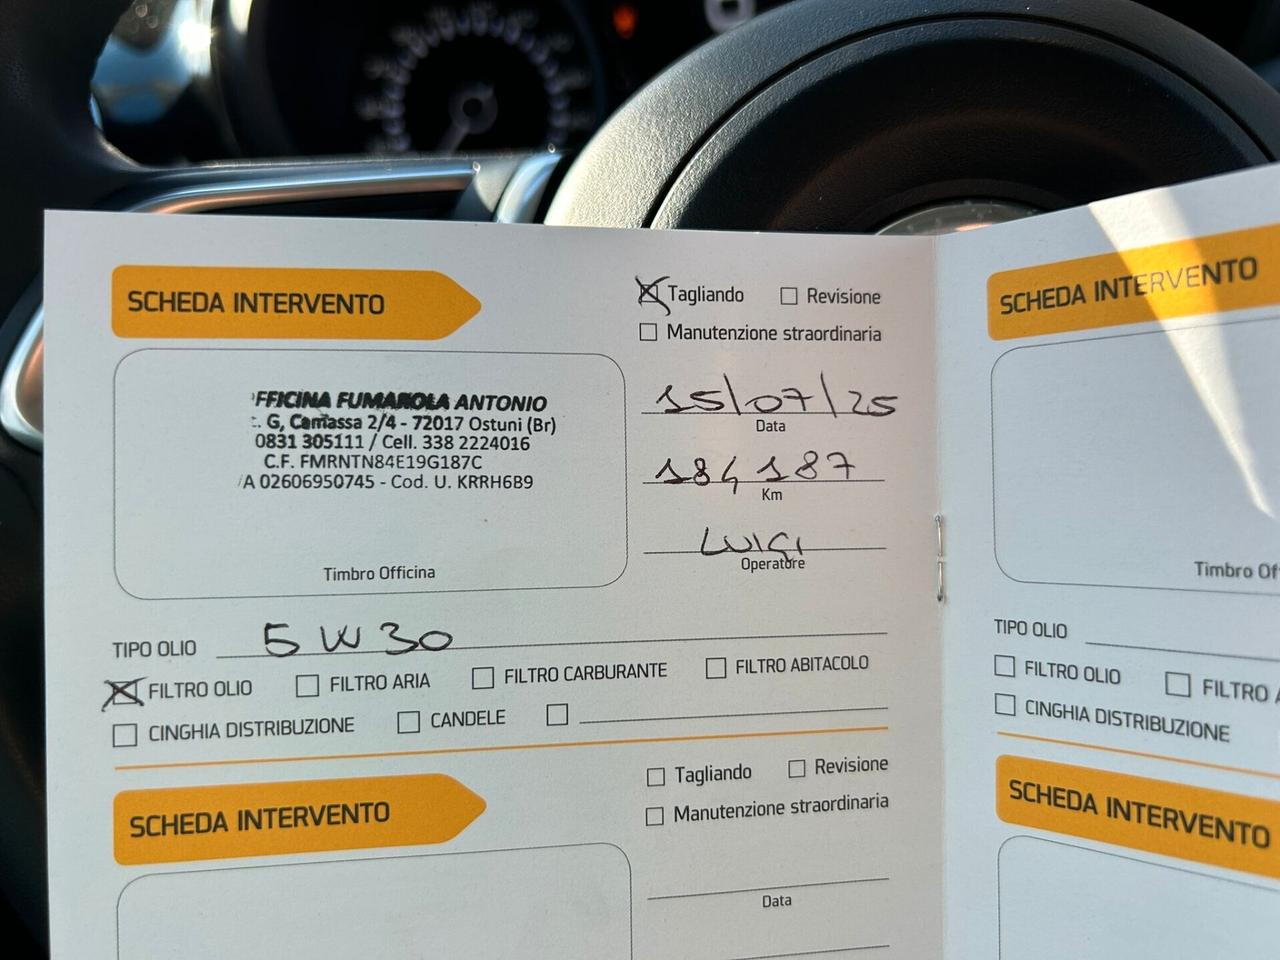 SCHEDA INTERVENTO
Tagliando Revisione
Manutenzione straordinaria
FFICINA FUMAROLA ANTONIO
. G, Camassa 2/4 - 72017 Ostuni (Br)
0831 305111 / Cell. 338 2224016
C.F. FMRNTN84E19G187C
A 02606950745 - Cod. U. KRRH6B9
Timbro Officina
15/07/25
Data
184187
Km
LUIGI
Operatore
TIPO OLIO 5W30
FILTRO OLIO FILTRO ARIA FILTRO CARBURANTE FILTRO ABITACOLO
CINGHIA DISTRIBUZIONE CANDELE
SCHEDA INTERVENTO
Tagliando Revisione
Manutenzione straordinaria
Data
SCHEDA INTERVENTO
Timbro Of
TIPO OLIO
FILTRO OLIO FILTRO A
CINGHIA DISTRIBUZIONE
SCHEDA INTERVENTO